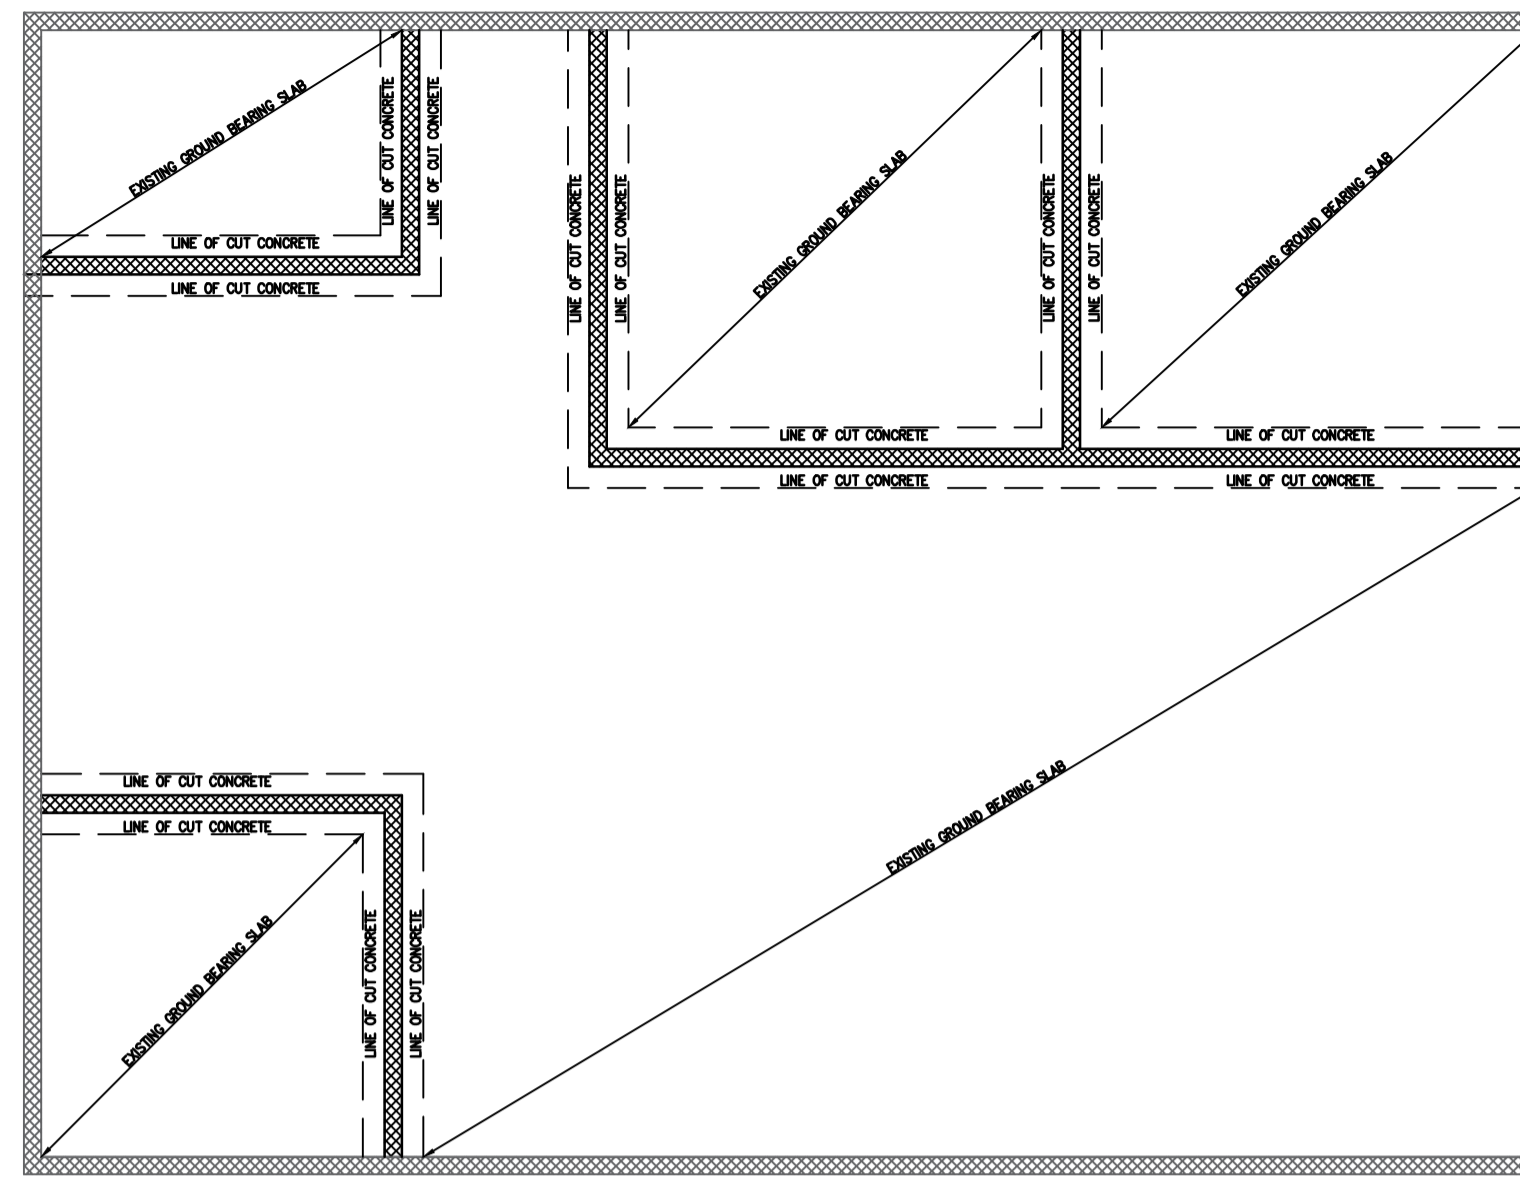 EXISTING GROUND BEARING SLAB
LINE OF CUT CONCRETE
LINE OF CUT CONCRETE
LINE OF CUT CONCRETE
LINE OF CUT CONCRETE
LINE OF CUT CONCRETE
LINE OF CUT CONCRETE
EXISTING GROUND BEARING SLAB
LINE OF CUT CONCRETE
LINE OF CUT CONCRETE
EXISTING GROUND BEARING SLAB
LINE OF CUT CONCRETE
LINE OF CUT CONCRETE
LINE OF CUT CONCRETE
LINE OF CUT CONCRETE
LINE OF CUT CONCRETE
LINE OF CUT CONCRETE
EXISTING GROUND BEARING SLAB
EXISTING GROUND BEARING SLAB
LINE OF CUT CONCRETE
LINE OF CUT CONCRETE